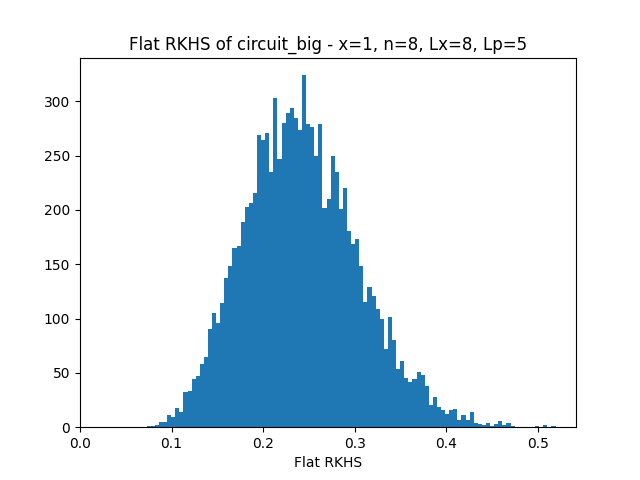 Flat RKHS of circuit_big - x=1, n=8, Lx=8, Lp=5
300
250
200
150
100
50
0
0.0 0.1 0.2 0.3 0.4 0.5
Flat RKHS